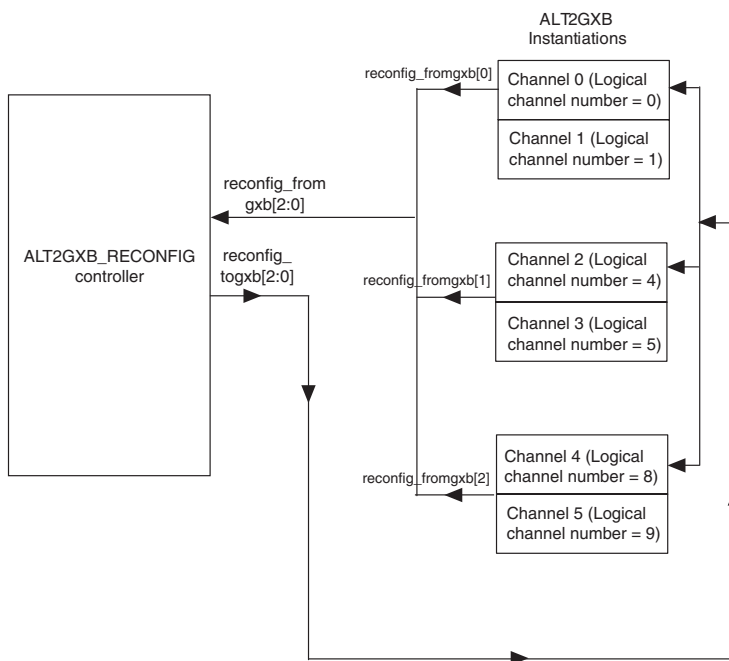 ALT2GXB
Instantiations
reconfig_fromgxb[0]
Channel 0 (Logical
channel number = 0)
Channel 1 (Logical
channel number = 1)
reconfig_from
gxb[2:0]
ALT2GXB_RECONFIG
controller
reconfig_
togxb[2:0]
reconfig_fromgxb[1]
Channel 2 (Logical
channel number = 4)
Channel 3 (Logical
channel number = 5)
reconfig_fromgxb[2]
Channel 4 (Logical
channel number = 8)
Channel 5 (Logical
channel number = 9)